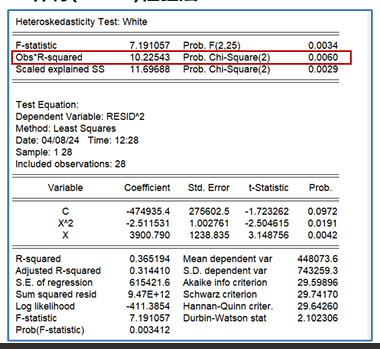 Heteroskedasticity Test: White
F-statistic 7.191057 Prob. F(2,25) 0.0034
Obs*R-squared 10.22543 Prob. Chi-Square(2) 0.0060
Scaled explained SS 11.69688 Prob. Chi-Square(2) 0.0029
Test Equation:
Dependent Variable: RESID^2
Method: Least Squares
Date: 04/08/24 Time: 12:28
Sample: 1 28
Included observations: 28
Variable Coefficient Std. Error t-Statistic Prob.
C -474935.4 275602.5 -1.723262 0.0972
X^2 -2.511531 1.002761 -2.504615 0.0191
X 3900.790 1238.835 3.148756 0.0042
R-squared 0.365194 Mean dependent var 448073.6
Adjusted R-squared 0.314410 S.D. dependent var 743259.3
S.E. of regression 615421.6 Akaike info criterion 29.59896
Sum squared resid 9.47E+12 Schwarz criterion 29.74170
Log likelihood -411.3854 Hannan-Quinn criter. 29.64260
F-statistic 7.191057 Durbin-Watson stat 2.102306
Prob(F-statistic) 0.003412